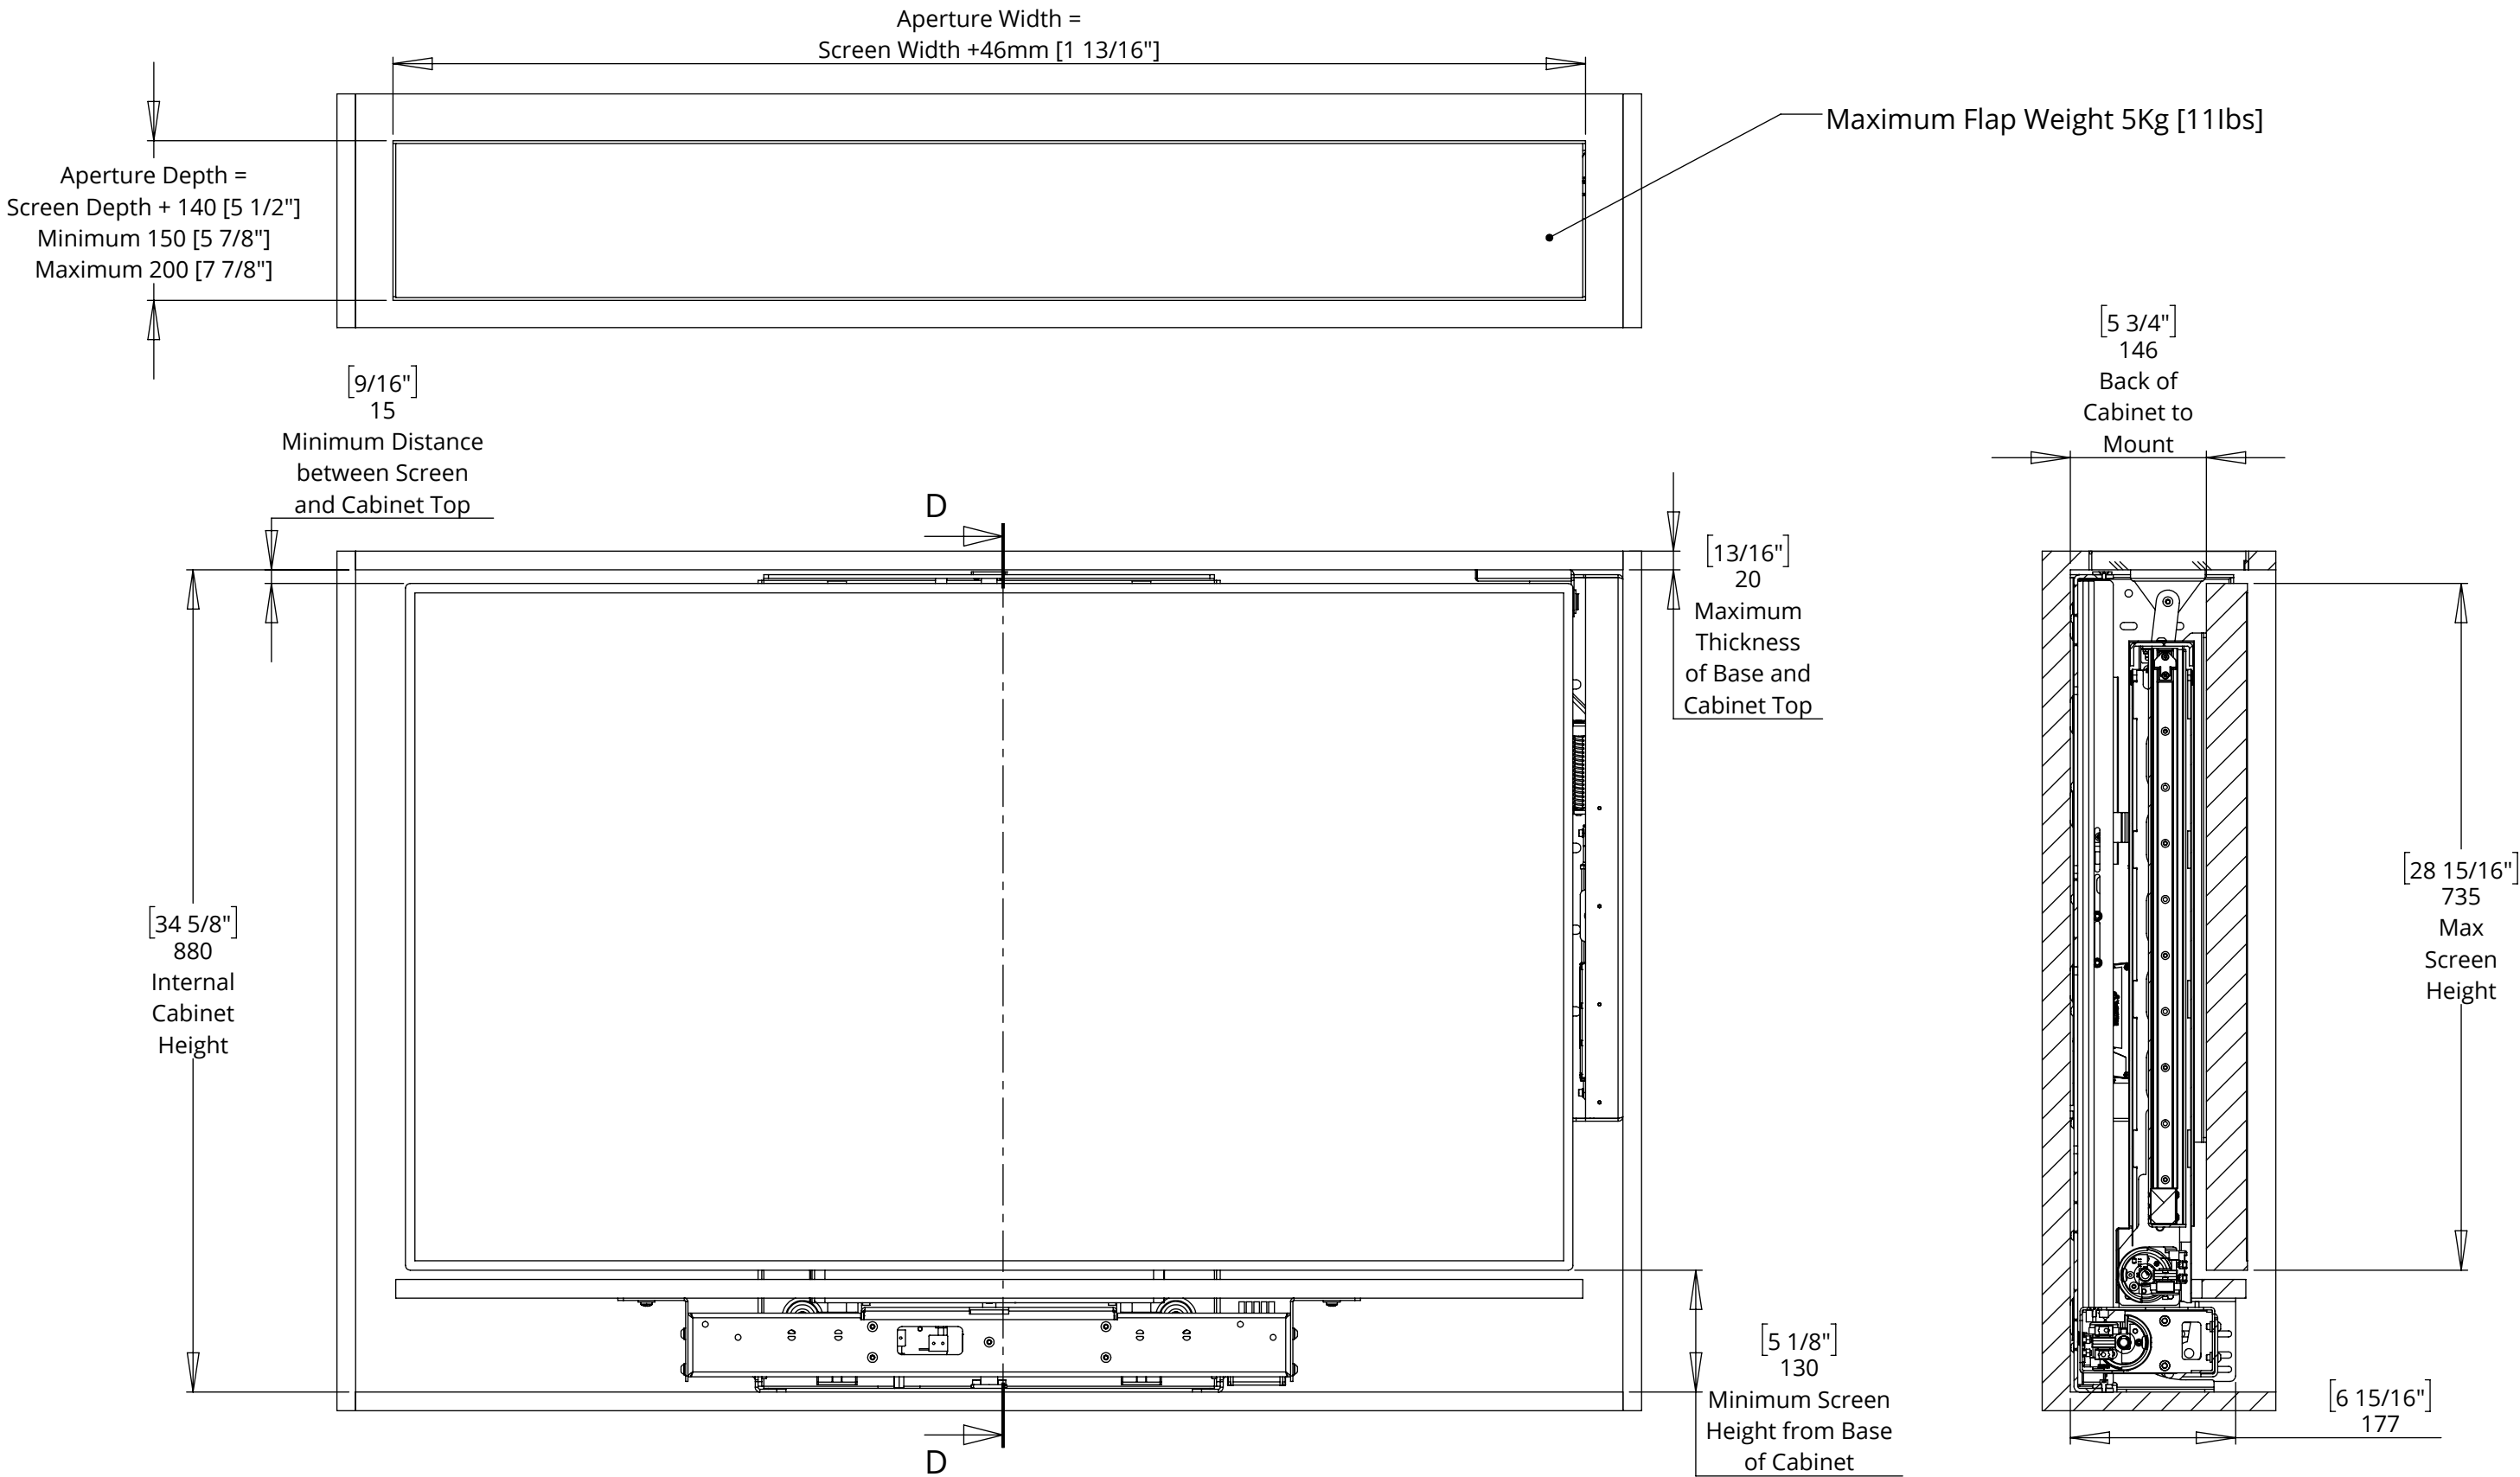 Aperture Width =
Screen Width +46mm [1 13/16"]
Maximum Flap Weight 5Kg [11Ibs]
Aperture Depth =
Screen Depth + 140 [5 1/2"]
Minimum 150 [5 7/8"]
Maximum 200 [7 7/8"]
[5 3/4"]
146
Back of
Cabinet to
Mount
[9/16"]
15
Minimum Distance
between Screen
and Cabinet Top
D
[13/16"]
20
Maximum
Thickness
of Base and
Cabinet Top
[34 5/8"]
880
Internal
Cabinet
Height
[28 15/16"]
735
Max
Screen
Height
[5 1/8"]
130
Minimum Screen
Height from Base
of Cabinet
[6 15/16"]
177
D